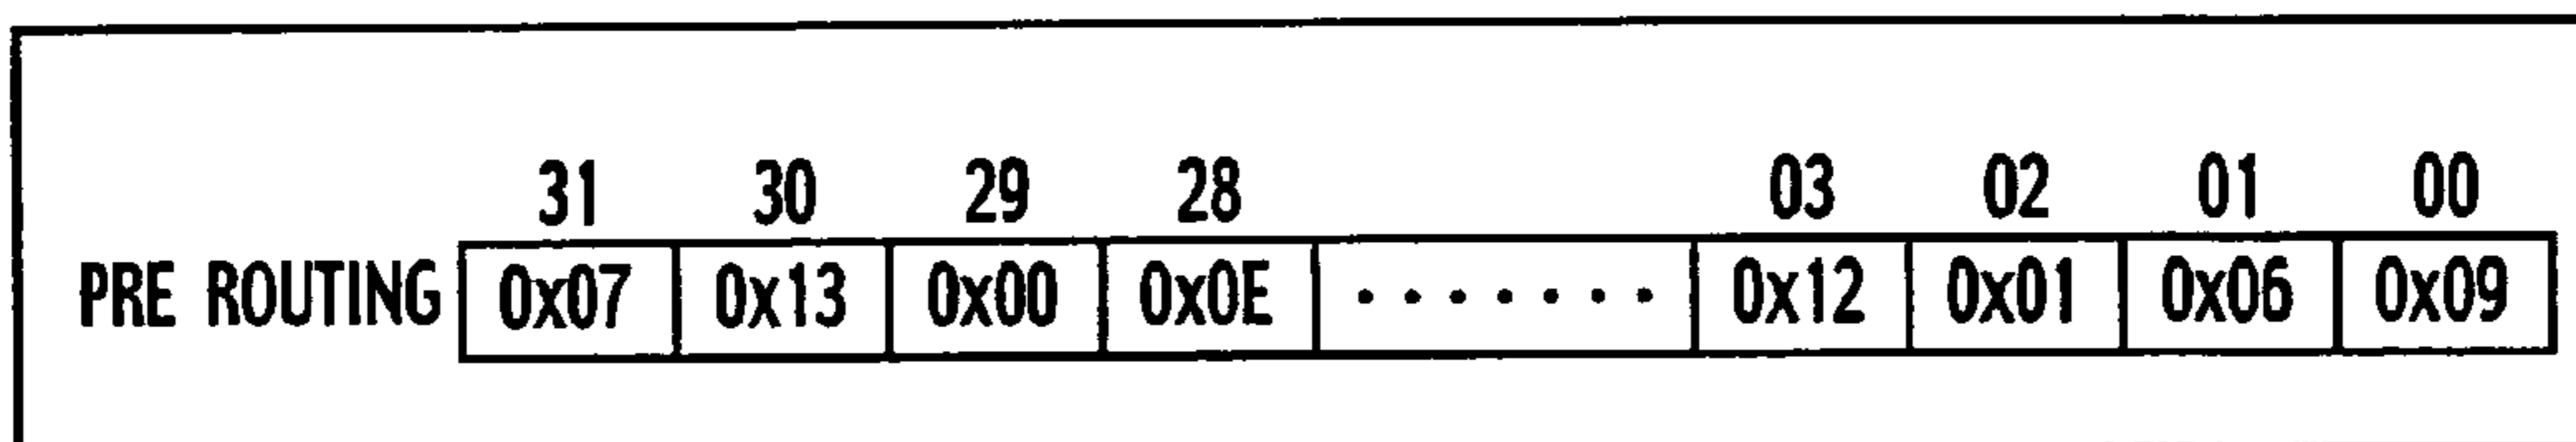 31 30 29 28 03 02 01 00
PRE ROUTING 0x07 0x13 0x00 0x0E ....... 0x12 0x01 0x06 0x09